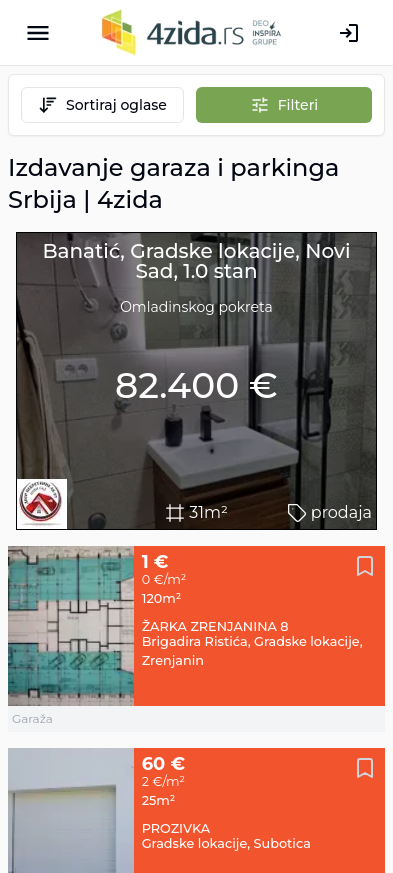 4zida.rs DEO INSPIRA GRUPE
Sortiraj oglase
Filteri
Izdavanje garaza i parkinga
Srbija | 4zida
Banatić, Gradske lokacije, Novi
Sad, 1.0 stan
Omladinskog pokreta
82.400 €
31m²
prodaja
1 €
0 €/m²
120m²
ŽARKA ZRENJANINA 8
Brigadira Ristića, Gradske lokacije,
Zrenjanin
Garaža
60 €
2 €/m²
25m²
PROZIVKA
Gradske lokacije, Subotica